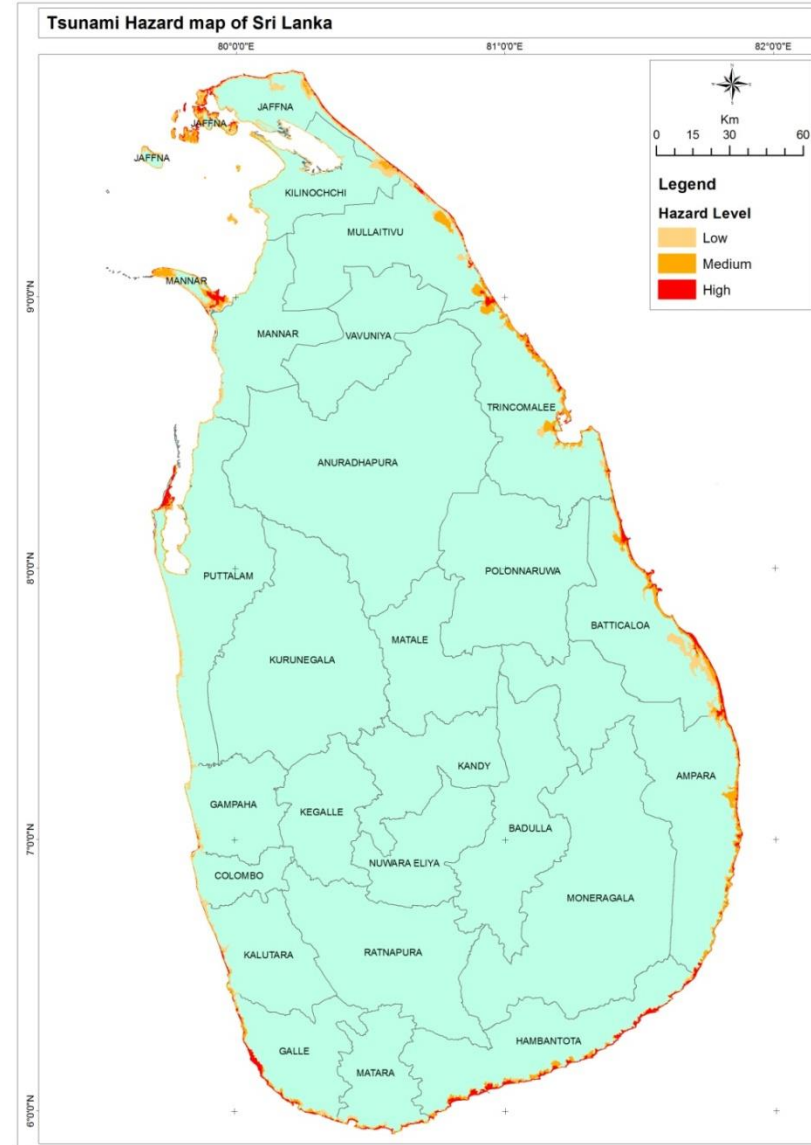 Tsunami Hazard map of Sri Lanka
80°0'0"E
81°0'0"E
82°0'0"E
Km
0 15 30 60
Legend
Hazard Level
Low
Medium
High
9°0'0"N
8°0'0"N
7°0'0"N
6°0'0"N
JAFFNA
JAFFNA
JAFFNA
KILINOCHCHI
MULLAITIVU
MANNAR
MANNAR
VAVUNIYA
TRINCOMALEE
ANURADHAPURA
PUTTALAM
POLONNARUWA
BATTICALOA
MATALE
KURUNEGALA
KANDY
AMPARA
GAMPAHA
KEGALLE
BADULLA
NUWARA ELIYA
COLOMBO
MONERAGALA
KALUTARA
RATNAPURA
HAMBANTOTA
GALLE
MATARA